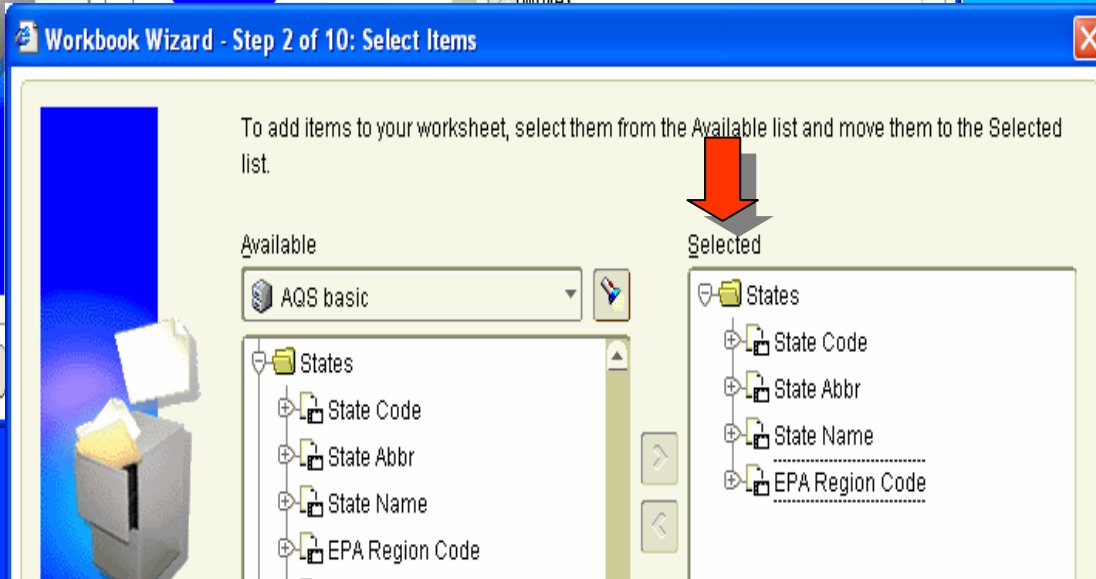 Workbook Wizard - Step 2 of 10: Select Items
To add items to your worksheet, select them from the Available list and move them to the Selected
list.
Available
AQS basic
States
State Code
State Abbr
State Name
EPA Region Code
Selected
States
State Code
State Abbr
State Name
EPA Region Code